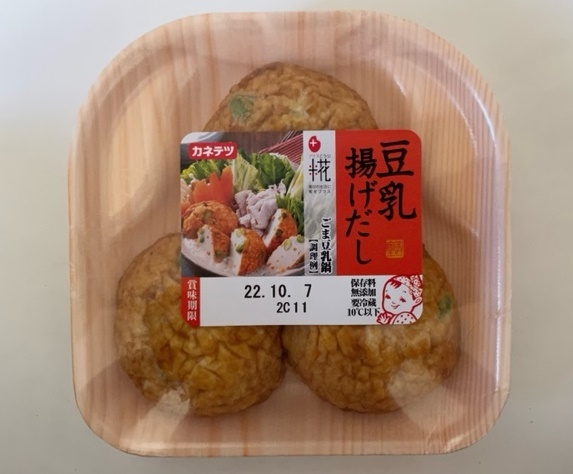 カネテツ
糀
豆乳
揚げだし
ごま豆乳鍋
【調理例】
賞味期限
22.10. 7
2C11
保存料
無添加
要冷蔵
10℃以下